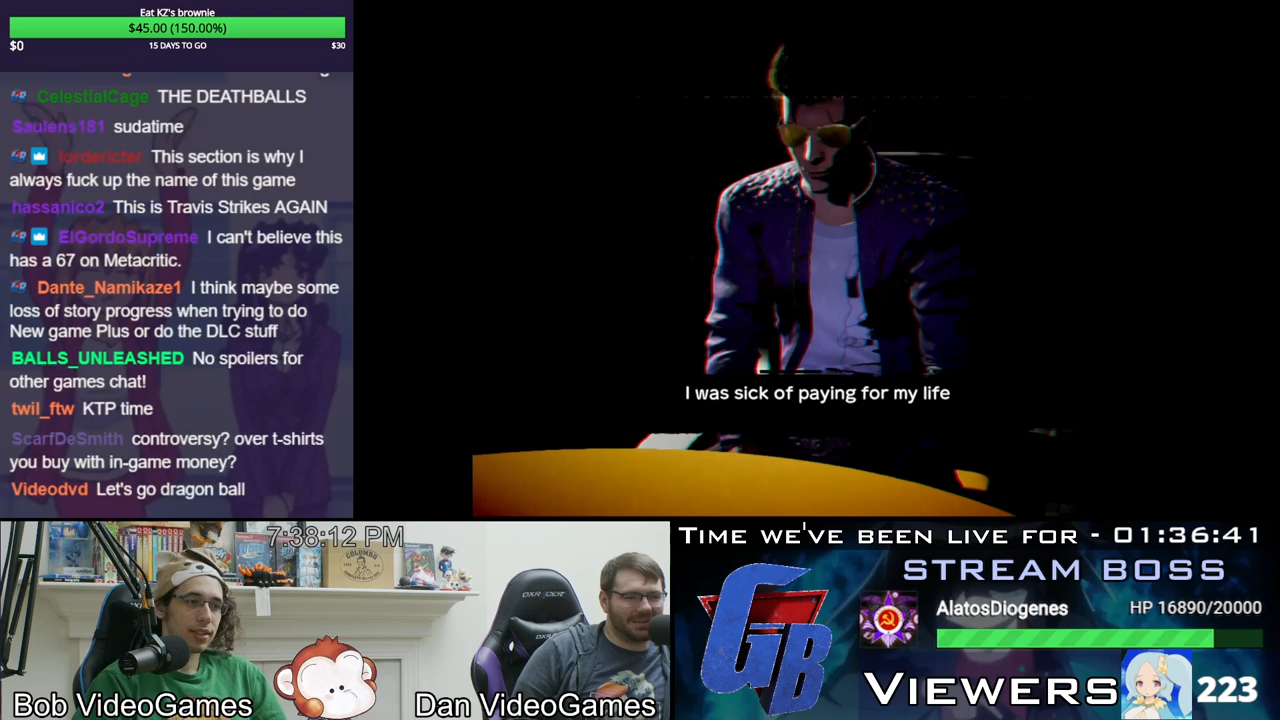 Eat KZ's brownie
$45.00 (150.00%)
$0
15 DAYS TO GO
$30
CelestialCage THE DEATHBALLS
Saulens181 sudatime
lordericter This section is why I
always fuck up the name of this game
hassanico2 This is Travis Strikes AGAIN
ElGordoSupreme I can't believe this
has a 67 on Metacritic.
Dante_Namikaze1 I think maybe some
loss of story progress when trying to do
New game Plus or do the DLC stuff
BALLS_UNLEASHED No spoilers for
other games chat!
twil_ftw KTP time
ScarfDeSmith controversy? over t-shirts
you buy with in-game money?
Videodvd Let's go dragon ball
I was sick of paying for my life
7:38:12 PM
COLUMBO
DXRACER
DXR
Bob VideoGames
Dan VideoGames
TIME WE'VE BEEN LIVE FOR - 01:36:41
STREAM BOSS
AlatosDiogenes
HP 16890/20000
GGB
VIEWERS
223